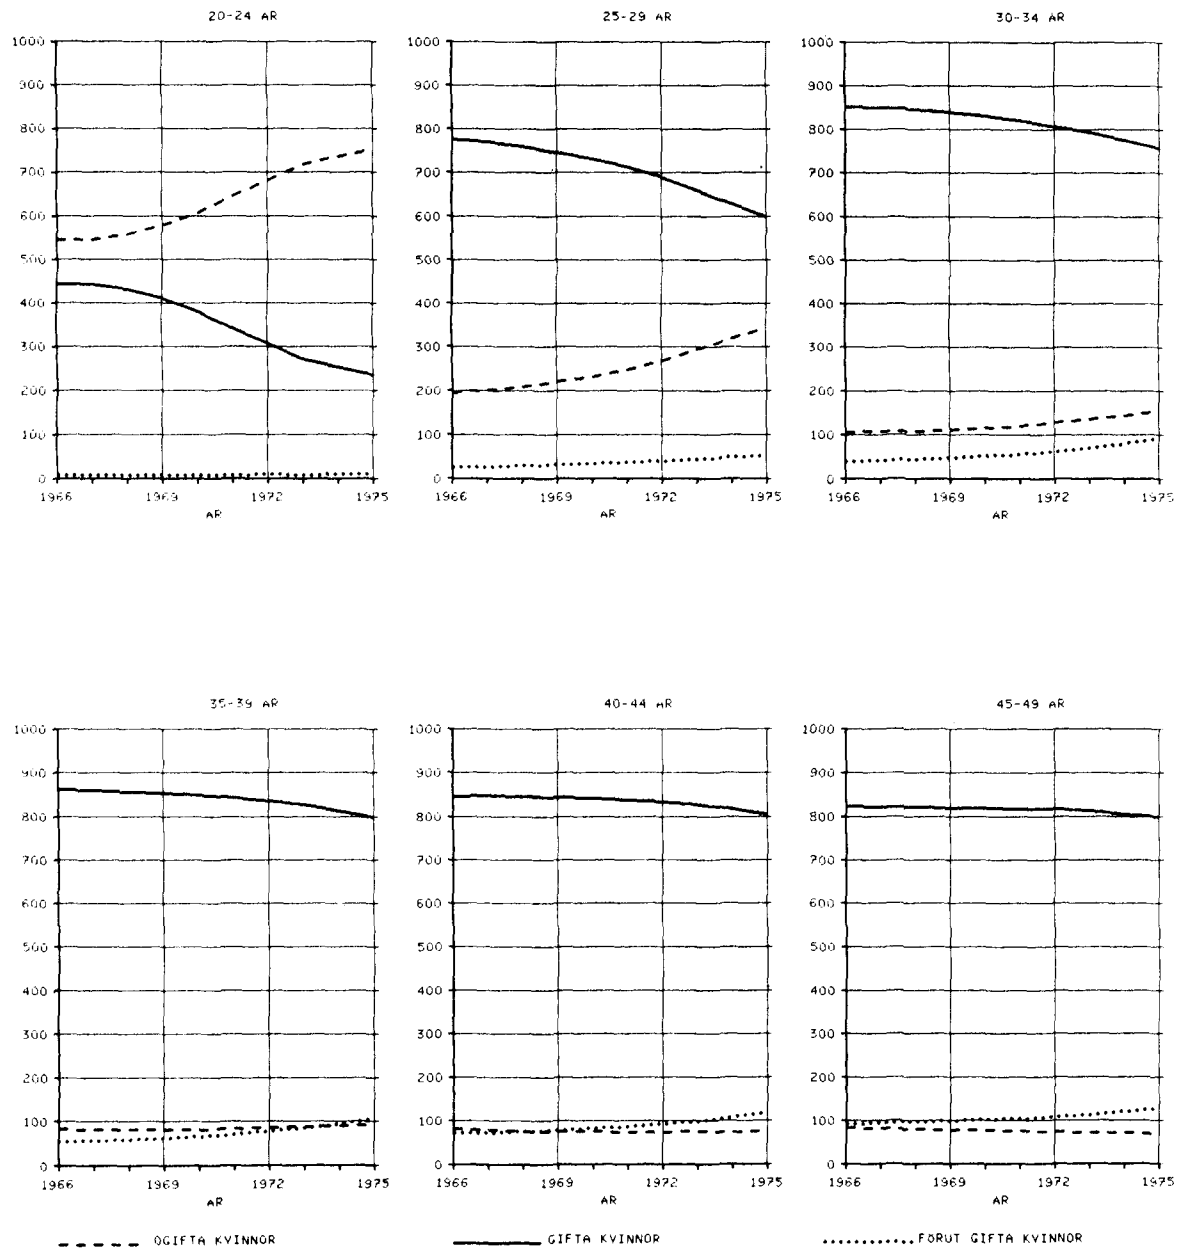 20-24 AR
25-29 AR
30-34 AR
1000 1000 1000
900 900 900
800 800 800
700 700 700
600 600 600
500 500 500
400 400 400
300 300 300
200 200 200
100 100 100
0 0 0
1966 1969 1972 1975 1966 1969 1972 1975 1966 1969 1972 1975
AR AR AR
35-39 AR
40-44 AR
45-49 AR
1000 1000 1000
900 900 900
800 800 800
700 700 700
600 600 600
500 500 500
400 400 400
300 300 300
200 200 200
100 100 100
0 0 0
1966 1969 1972 1975 1966 1969 1972 1975 1966 1969 1972 1975
AR AR AR
OGIFTA KVINNOR GIFTA KVINNOR FÖRUT GIFTA KVINNOR